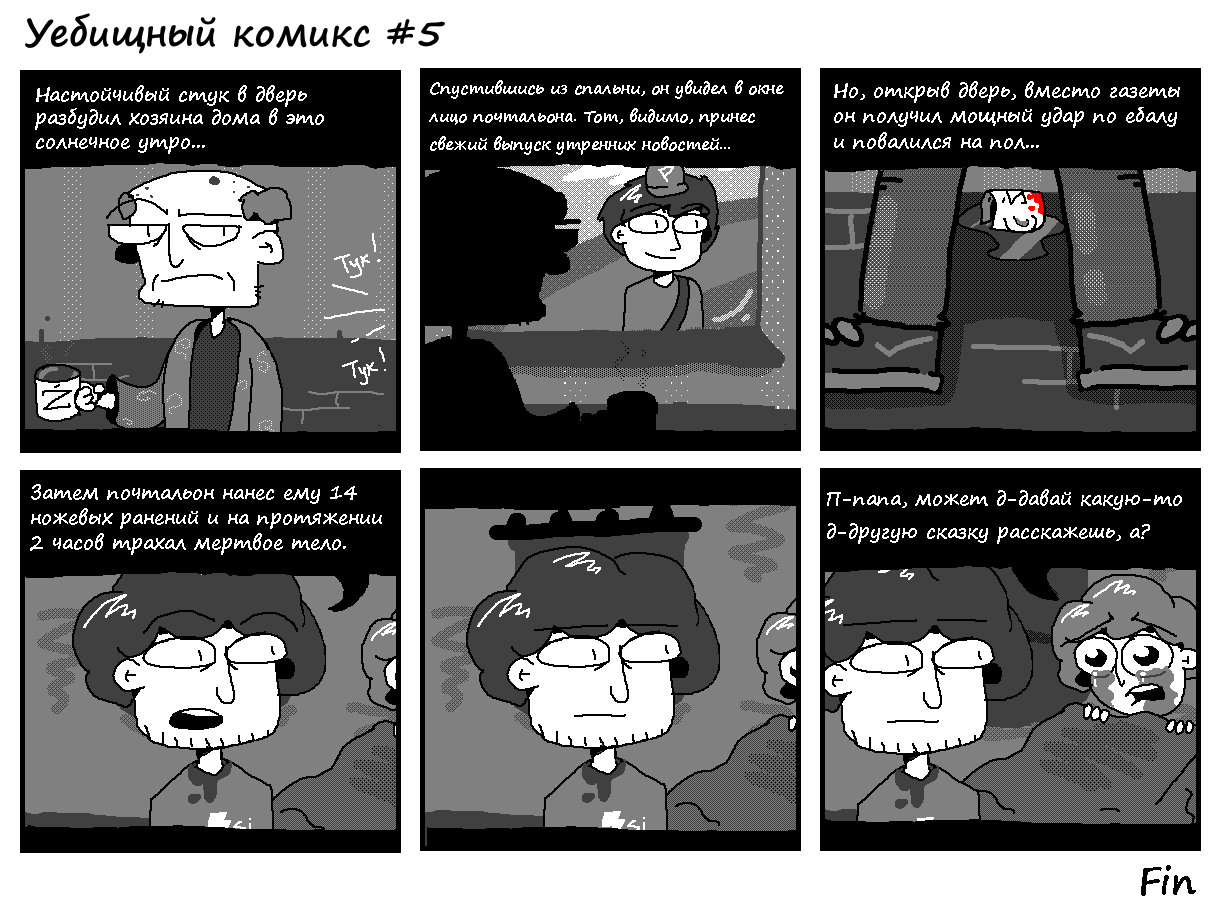 Уебищный комикс #5
Настойчивый стук в дверь
разбудил хозяина дома в это
солнечное утро...
Тук!
Тук!
Z
Спустившись из спальни, он увидел в окне
лицо почтальона. Тот, видимо, принес
свежий выпуск утренних новостей...
P
Но, открыв дверь, вместо газеты
он получил мощный удар по ебалу
и повалился на пол...
Затем почтальон нанес ему 14
ножевых ранений и на протяжении
2 часов трахал мертвое тело.
si
si
П-папа, может д-давай какую-то
д-другую сказку расскажешь, а?
Fin